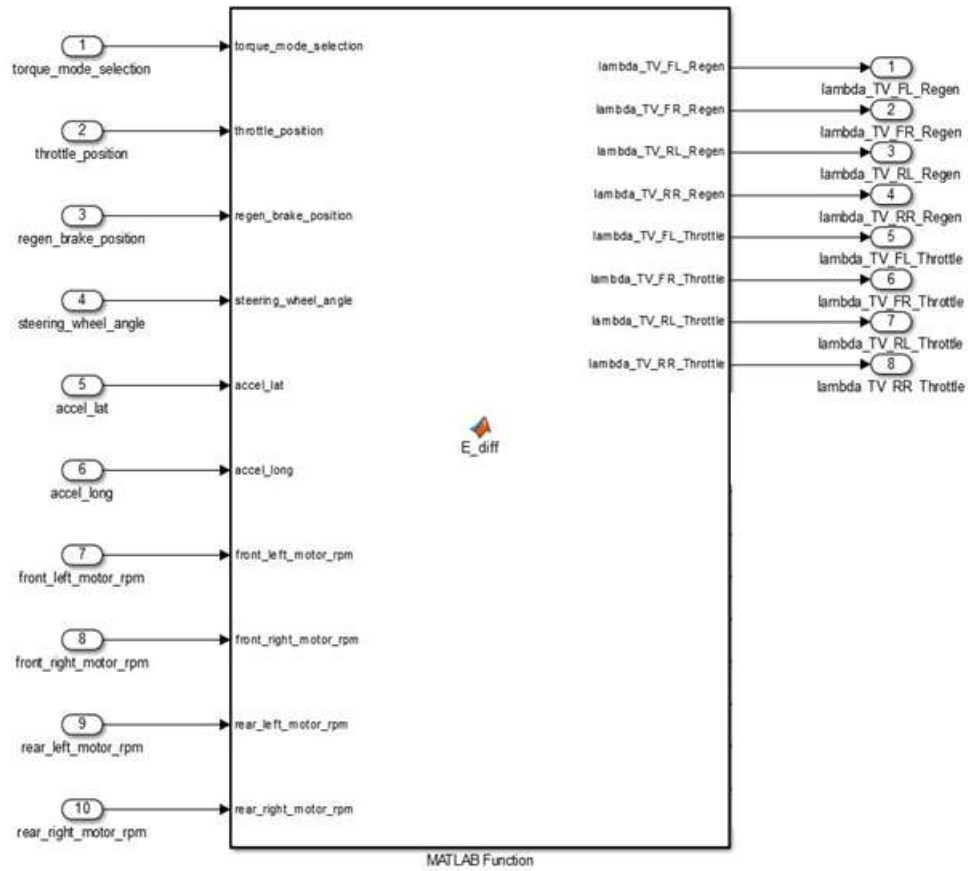 1
torque_mode_selection
2
throttle_position
3
regen_brake_position
4
steering_wheel_angle
5
accel_lat
6
accel_long
7
front_left_motor_rpm
8
front_right_motor_rpm
9
rear_left_motor_rpm
10
rear_right_motor_rpm
torque_mode_selection
throttle_position
regen_brake_position
steering_wheel_angle
accel_lat
accel_long
front_left_motor_rpm
front_right_motor_rpm
rear_left_motor_rpm
rear_right_motor_rpm
E_diff
MATLAB Function
lambda_TV_FL_Regen
lambda_TV_FR_Regen
lambda_TV_RL_Regen
lambda_TV_RR_Regen
lambda_TV_FL_Throttle
lambda_TV_FR_Throttle
lambda_TV_RL_Throttle
lambda_TV_RR_Throttle
1
lambda_TV_FL_Regen
2
lambda_TV_FR_Regen
3
lambda_TV_RL_Regen
4
lambda_TV_RR_Regen
5
lambda_TV_FL_Throttle
6
lambda_TV_FR_Throttle
7
lambda_TV_RL_Throttle
8
lambda TV RR Throttle